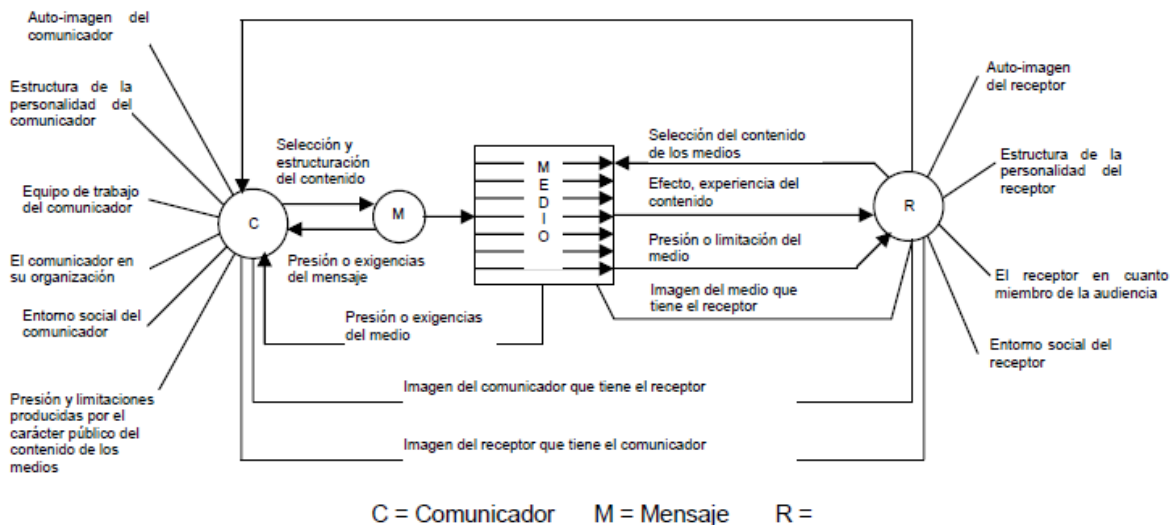 Auto-imagen del
comunicador
Estructura de la
personalidad del
comunicador
Equipo de trabajo
del comunicador
El comunicador en
su organización
Entorno social del
comunicador
Presión y limitaciones
producidas por el
carácter público del
contenido de los
medios
C
Selección y
estructuración
del contenido
M
Presión o exigencias
del mensaje
Presión o exigencias
del medio
M
E
D
I
O
Selección del contenido
de los medios
Efecto, experiencia del
contenido
Presión o limitación del
medio
Imagen del medio que
tiene el receptor
R
Auto-imagen
del receptor
Estructura de la
personalidad del
receptor
El receptor en cuanto
miembro de la audiencia
Entorno social del
receptor
Imagen del comunicador que tiene el receptor
Imagen del receptor que tiene el comunicador
C = Comunicador M = Mensaje R =